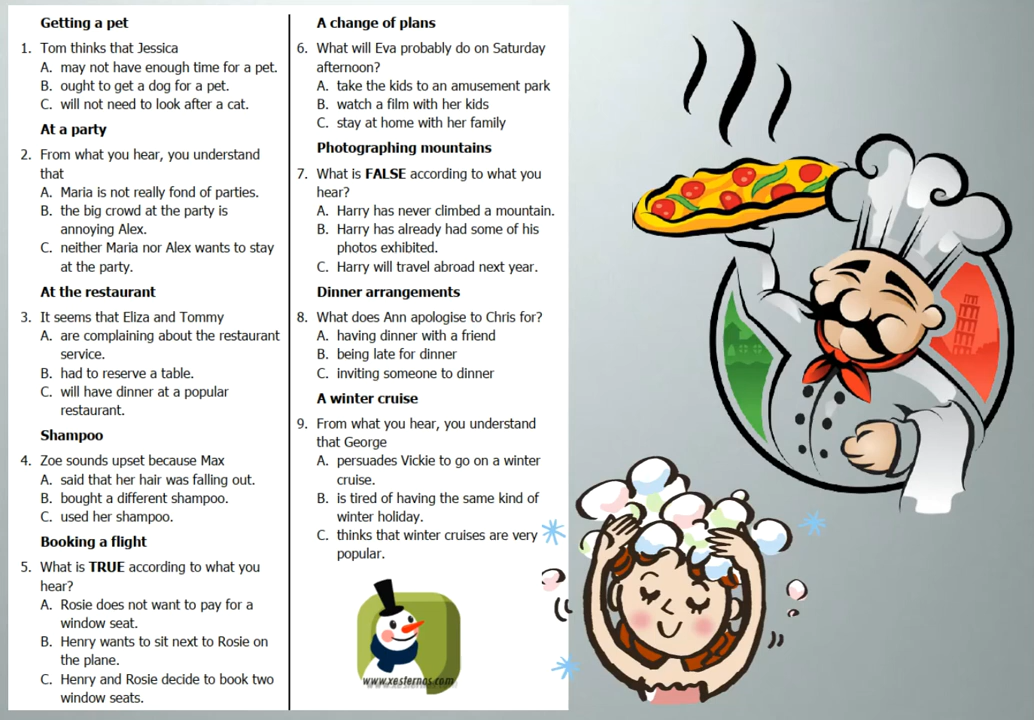 Getting a pet
1. Tom thinks that Jessica
A. may not have enough time for a pet.
B. ought to get a dog for a pet.
C. will not need to look after a cat.
At a party
2. From what you hear, you understand
that
A. Maria is not really fond of parties.
B. the big crowd at the party is
annoying Alex.
C. neither Maria nor Alex wants to stay
at the party.
At the restaurant
3. It seems that Eliza and Tommy
A. are complaining about the restaurant
service.
B. had to reserve a table.
C. will have dinner at a popular
restaurant.
Shampoo
4. Zoe sounds upset because Max
A. said that her hair was falling out.
B. bought a different shampoo.
C. used her shampoo.
Booking a flight
5. What is TRUE according to what you
hear?
A. Rosie does not want to pay for a
window seat.
B. Henry wants to sit next to Rosie on
the plane.
C. Henry and Rosie decide to book two
window seats.
A change of plans
6. What will Eva probably do on Saturday
afternoon?
A. take the kids to an amusement park
B. watch a film with her kids
C. stay at home with her family
Photographing mountains
7. What is FALSE according to what you
hear?
A. Harry has never climbed a mountain.
B. Harry has already had some of his
photos exhibited.
C. Harry will travel abroad next year.
Dinner arrangements
8. What does Ann apologise to Chris for?
A. having dinner with a friend
B. being late for dinner
C. inviting someone to dinner
A winter cruise
9. From what you hear, you understand
that George
A. persuades Vickie to go on a winter
cruise.
B. is tired of having the same kind of
winter holiday.
C. thinks that winter cruises are very
popular.
www.xesternos.com